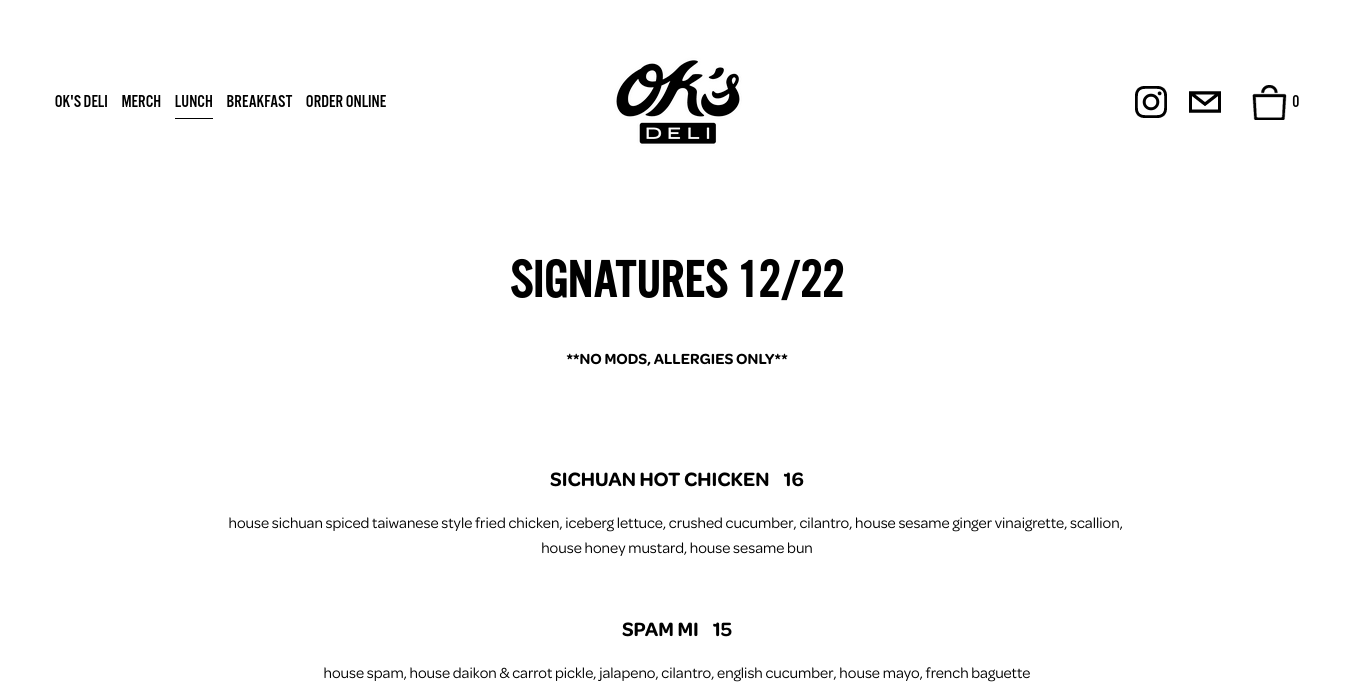 OK'S DELI MERCH LUNCH BREAKFAST ORDER ONLINE
Ok's
DELI
0
SIGNATURES 12/22
**NO MODS, ALLERGIES ONLY**
SICHUAN HOT CHICKEN 16
house sichuan spiced taiwanese style fried chicken, iceberg lettuce, crushed cucumber, cilantro, house sesame ginger vinaigrette, scallion,
house honey mustard, house sesame bun
SPAM MI 15
house spam, house daikon & carrot pickle, jalapeno, cilantro, english cucumber, house mayo, french baguette